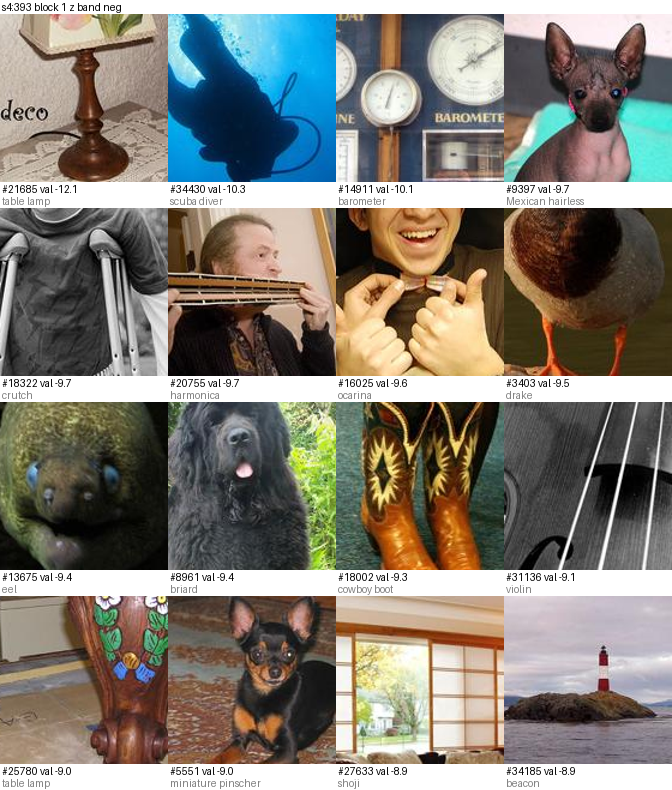 s4:393 block 1 z band neg
deco
DAY
NE
BAROMETE
#21685 val -12.1
table lamp
#34430 val -10.3
scuba diver
#14911 val -10.1
barometer
#9397 val -9.7
Mexican hairless
#18322 val -9.7
crutch
#20755 val -9.7
harmonica
#16025 val -9.6
ocarina
#3403 val -9.5
drake
#13675 val -9.4
eel
#8961 val -9.4
briard
#18002 val -9.3
cowboy boot
#31136 val -9.1
violin
#25780 val -9.0
table lamp
#5551 val -9.0
miniature pinscher
#27633 val -8.9
shoji
#34185 val -8.9
beacon